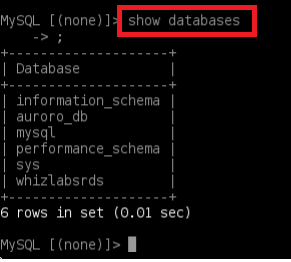 MySQL [(none)]> show databases
    -> ;
+--------------------+
| Database           |
+--------------------+
| information_schema |
| auroro_db          |
| mysql              |
| performance_schema |
| sys                |
| whizlabsrds        |
+--------------------+
6 rows in set (0.01 sec)
MySQL [(none)]>